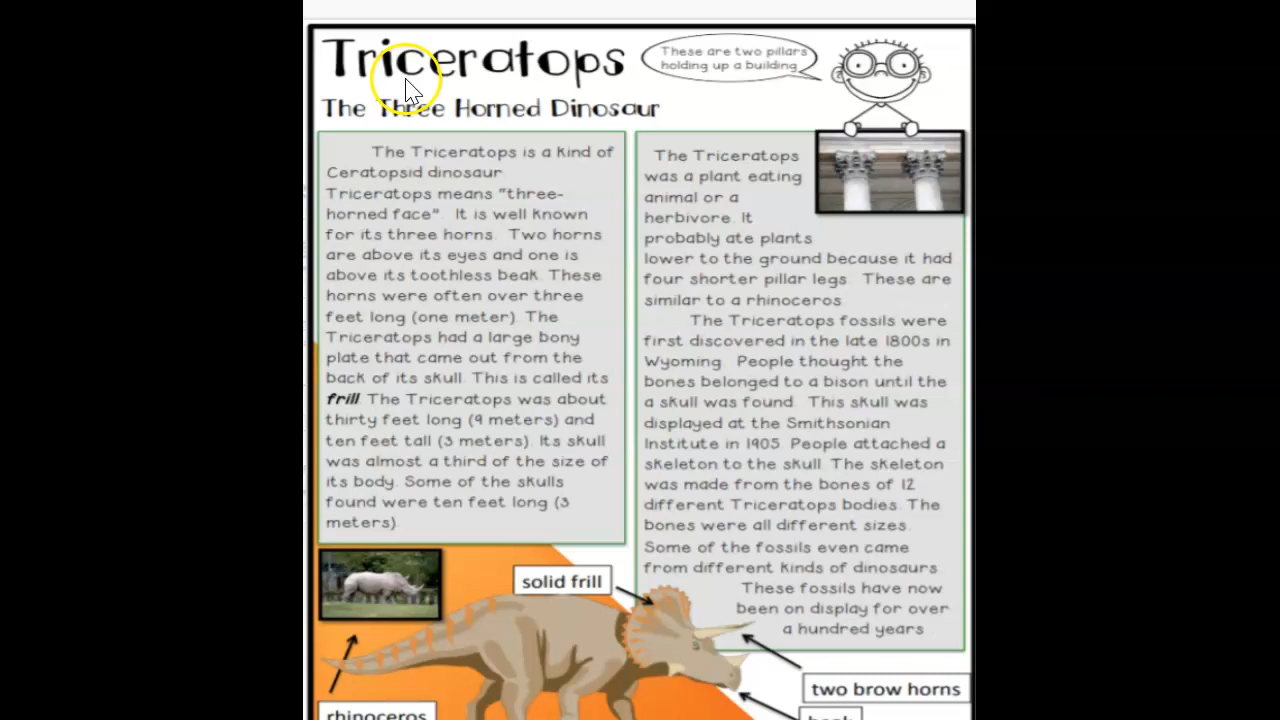 Triceratops
The Three Horned Dinosaur
These are two pillars
holding up a building
The Triceratops is a kind of
Ceratopsid dinosaur
Triceratops means "three-
horned face". It is well known
for its three horns. Two horns
are above its eyes and one is
above its toothless beak. These
horns were often over three
feet long (one meter). The
Triceratops had a large bony
plate that came out from the
back of its skull. This is called its
frill. The Triceratops was about
thirty feet long (9 meters) and
ten feet tall (3 meters). Its skull
was almost a third of the size of
its body. Some of the skulls
found were ten feet long (3
meters).
The Triceratops
was a plant eating
animal or a
herbivore. It
probably ate plants
lower to the ground because it had
four shorter pillar legs. These are
similar to a rhinoceros.
The Triceratops fossils were
first discovered in the late 1800s in
Wyoming. People thought the
bones belonged to a bison until the
a skull was found. This skull was
displayed at the Smithsonian
Institute in 1905. People attached a
skeleton to the skull. The skeleton
was made from the bones of 12
different Triceratops bodies. The
bones were all different sizes.
Some of the fossils even came
from different kinds of dinosaurs.
These fossils have now
been on display for over
a hundred years.
solid frill
two brow horns
rhinoceros
beak